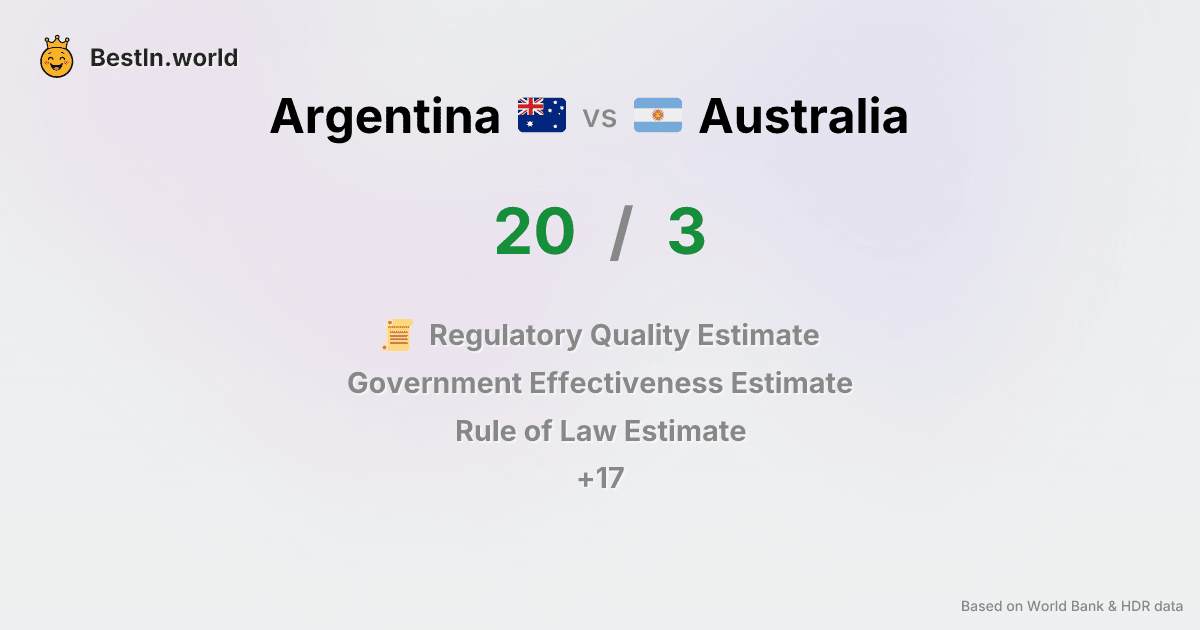 BestIn.world
Argentina vs Australia
20 / 3
Regulatory Quality Estimate
Government Effectiveness Estimate
Rule of Law Estimate
+17
Based on World Bank & HDR data